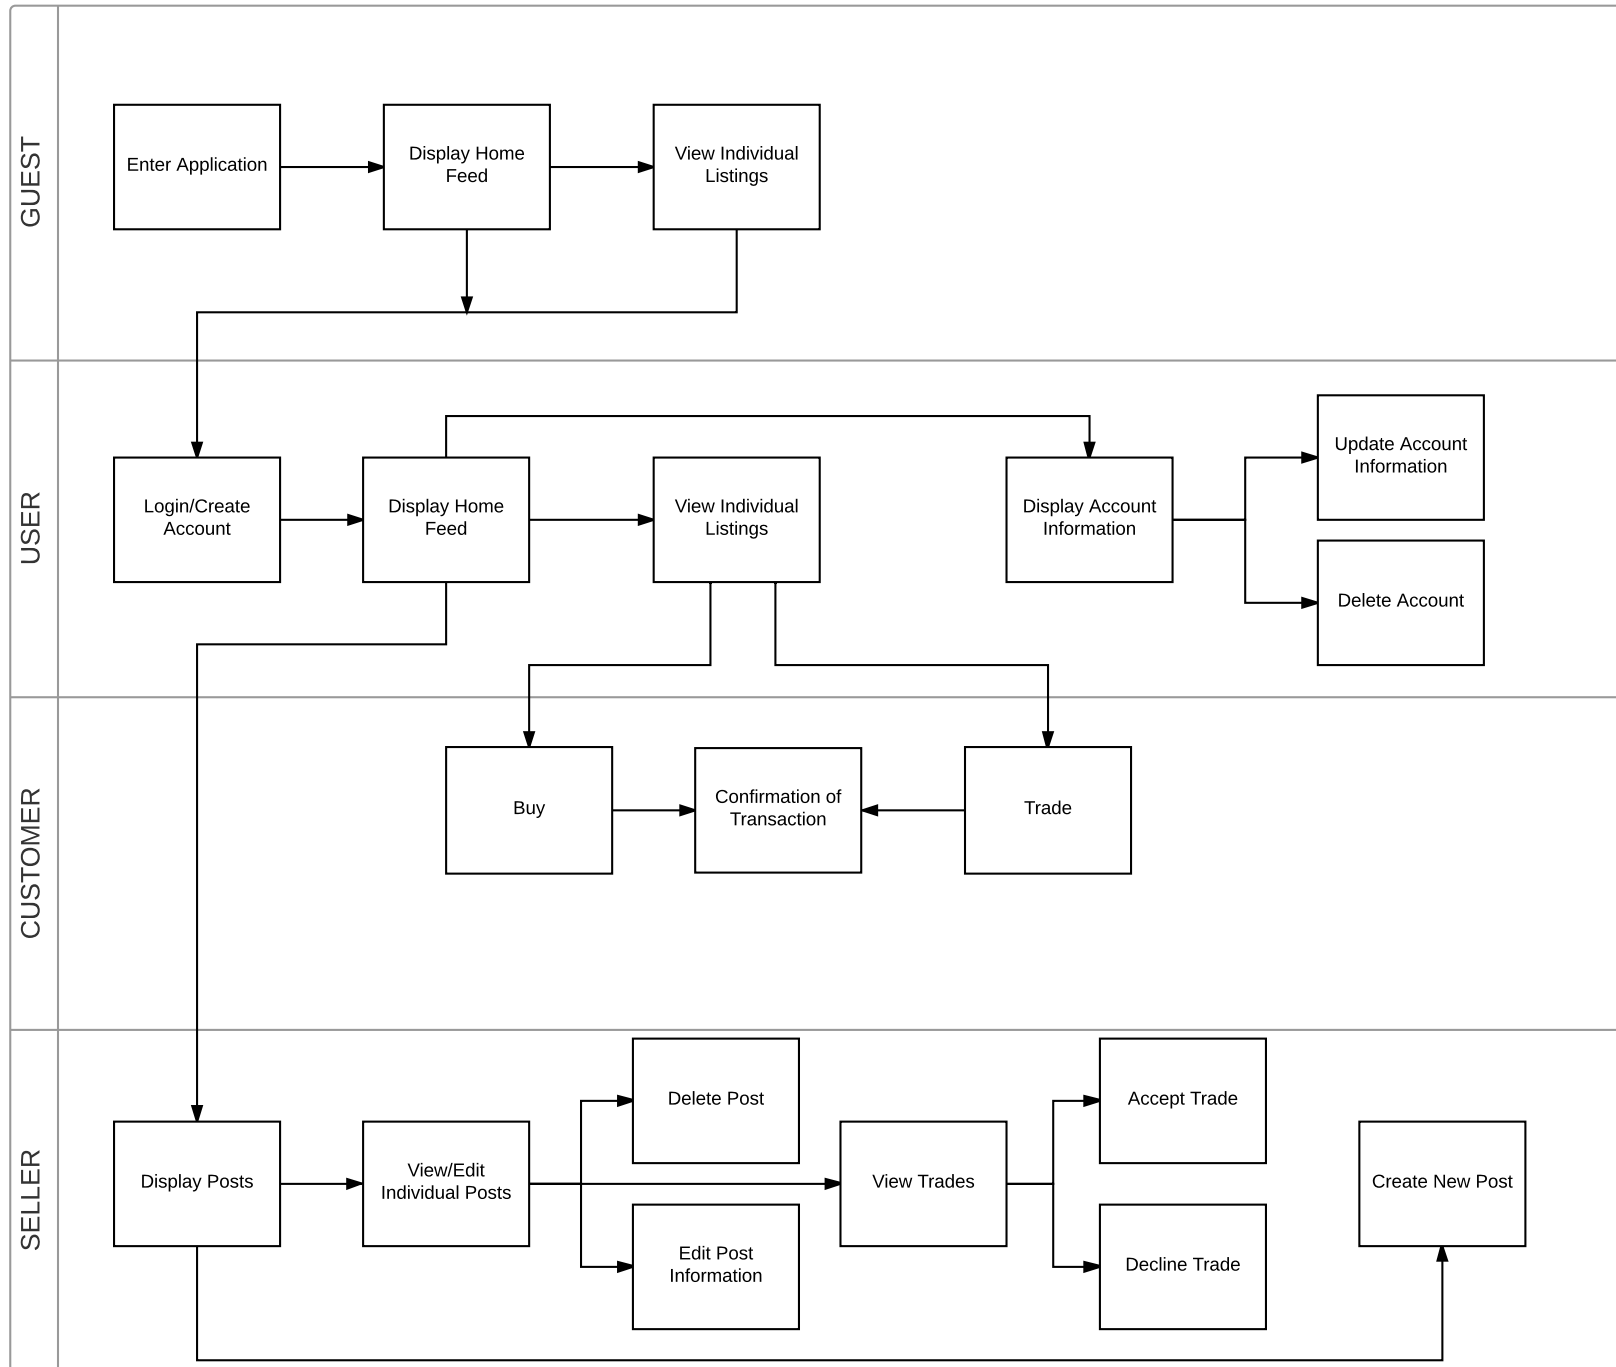 GUEST
Enter Application
Display Home
Feed
View Individual
Listings
USER
Login/Create
Account
Display Home
Feed
View Individual
Listings
Display Account
Information
Update Account
Information
Delete Account
CUSTOMER
Buy
Confirmation of
Transaction
Trade
SELLER
Display Posts
View/Edit
Individual Posts
Delete Post
Edit Post
Information
View Trades
Accept Trade
Decline Trade
Create New Post